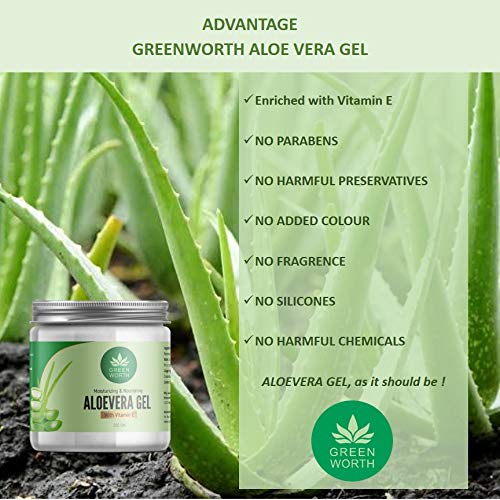 ADVANTAGE
GREENWORTH ALOE VERA GEL
✓Enriched with Vitamin E
✓NO PARABENS
✓NO HARMFUL PRESERVATIVES
✓NO ADDED COLOUR
✓NO FRAGRENCE
✓NO SILICONES
✓NO HARMFUL CHEMICALS
ALOEVERA GEL, as it should be !
GREEN
WORTH
GREEN
WORTH
Moisturizing & Nourishing
ALOEVERA GEL
With Vitamin E